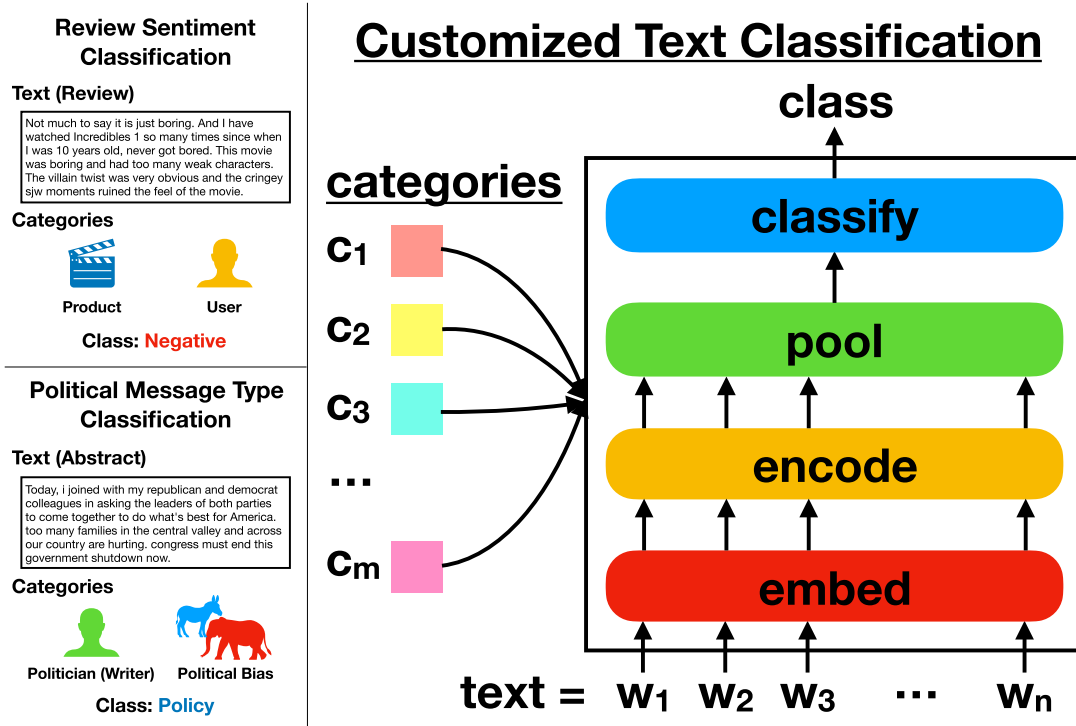 Review Sentiment
Classification
Text (Review)
Not much to say it is just boring. And I have
watched Incredibles 1 so many times since when
I was 10 years old, never got bored. This movie
was boring and had too many weak characters.
The villain twist was very obvious and the cringey
sjw moments ruined the feel of the movie.
Categories
Product User
Class: Negative
Political Message Type
Classification
Text (Abstract)
Today, i joined with my republican and democrat
colleagues in asking the leaders of both parties
to come together to do what's best for America.
too many families in the central valley and across
our country are hurting. congress must end this
government shutdown now.
Categories
Politician (Writer) Political Bias
Class: Policy
Customized Text Classification
class
categories
c1
c2
c3
...
cm
classify
pool
encode
embed
text = w1 w2 w3 ... wn